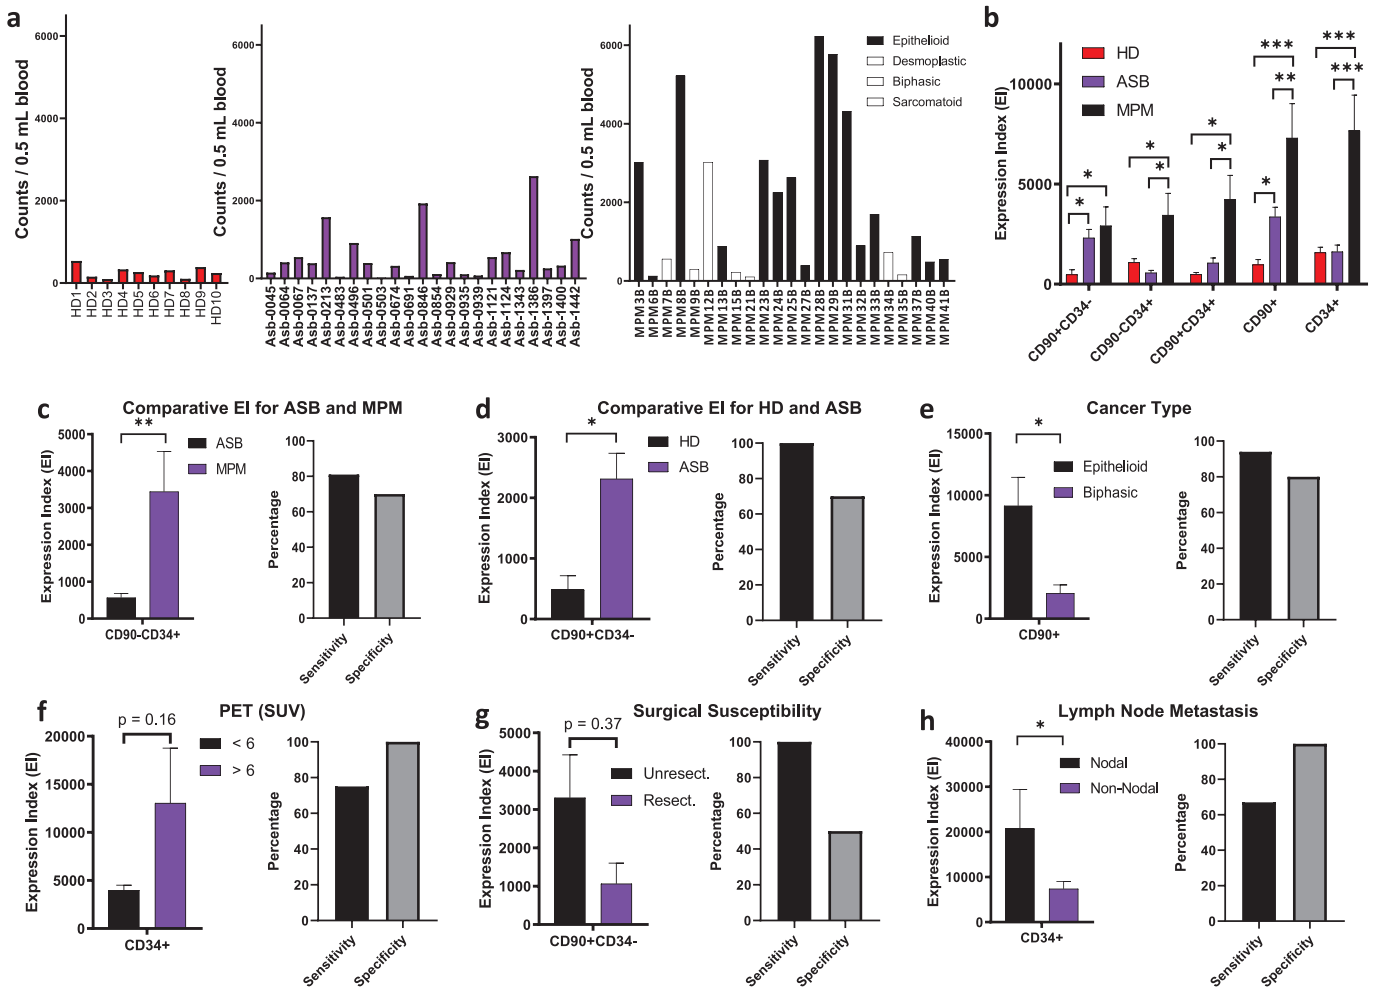 a
Counts / 0.5 mL blood
6000
4000
2000
0
HD1
HD2
HD3
HD4
HD5
HD6
HD7
HD8
HD9
HD10
Counts / 0.5 mL blood
6000
4000
2000
0
Asb-0045
Asb-0064
Asb-0067
Asb-0137
Asb-0213
Asb-0483
Asb-0496
Asb-0501
Asb-0503
Asb-0674
Asb-0691
Asb-0846
Asb-0854
Asb-0929
Asb-0935
Asb-0939
Asb-1121
Asb-1124
Asb-1343
Asb-1386
Asb-1397
Asb-1400
Asb-1442
Counts / 0.5 mL blood
6000
4000
2000
0
Epithelioid
Desmoplastic
Biphasic
Sarcomatoid
MPM3B
MPM6B
MPM7B
MPM8B
MPM9B
MPM12B
MPM13B
MPM15B
MPM21B
MPM23B
MPM24B
MPM25B
MPM27B
MPM28B
MPM29B
MPM31B
MPM32B
MPM33B
MPM34B
MPM35B
MPM37B
MPM40B
MPM41B
b
Expression Index (EI)
10000
5000
0
HD
ASB
MPM
* * * * * * * *** ** *** ***
CD90+CD34-
CD90-CD34+
CD90+CD34+
CD90+
CD34+
c
Comparative EI for ASB and MPM
Expression Index (EI)
5000
4000
3000
2000
1000
0
**
ASB
MPM
CD90-CD34+
Percentage
100
80
60
40
20
0
Sensitivity
Specificity
d
Comparative EI for HD and ASB
Expression Index (EI)
3000
2000
1000
0
*
HD
ASB
CD90+CD34-
Percentage
100
80
60
40
20
0
Sensitivity
Specificity
e
Cancer Type
Expression Index (EI)
15000
10000
5000
0
*
Epithelioid
Biphasic
CD90+
Percentage
100
80
60
40
20
0
Sensitivity
Specificity
f
PET (SUV)
Expression Index (EI)
20000
15000
10000
5000
0
p = 0.16
< 6
> 6
CD34+
Percentage
100
80
60
40
20
0
Sensitivity
Specificity
g
Surgical Susceptibility
Expression Index (EI)
5000
4000
3000
2000
1000
0
p = 0.37
Unresect.
Resect.
CD90+CD34-
Percentage
100
80
60
40
20
0
Sensitivity
Specificity
h
Lymph Node Metastasis
Expression Index (EI)
40000
30000
20000
10000
0
*
Nodal
Non-Nodal
CD34+
Percentage
100
80
60
40
20
0
Sensitivity
Specificity